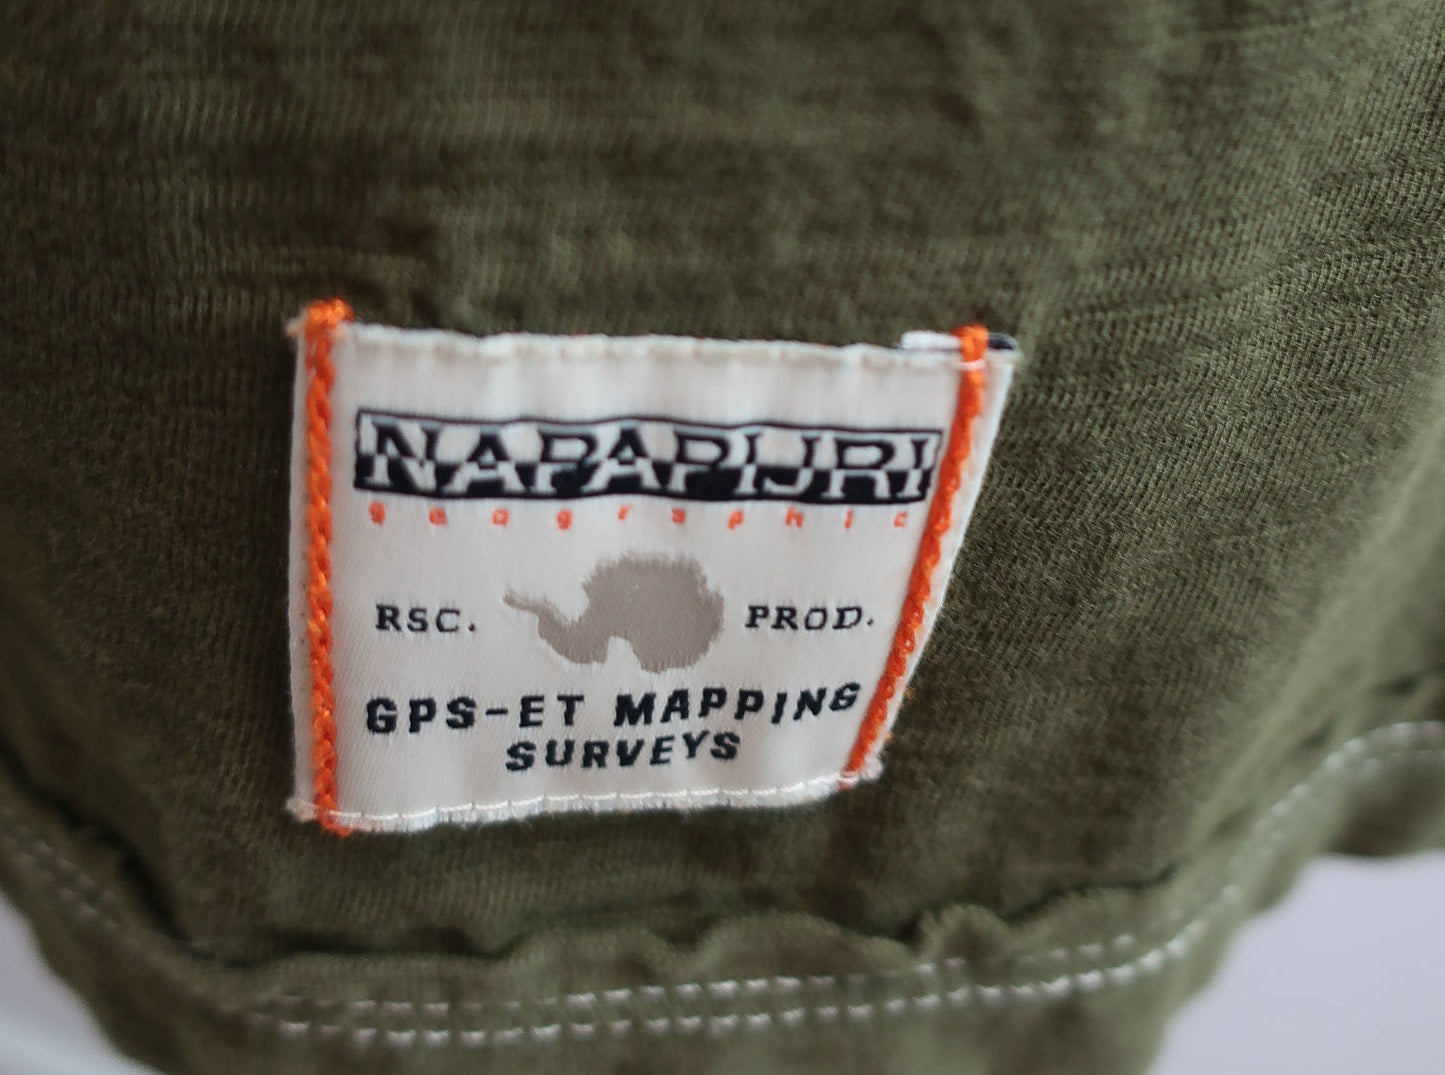 NAPAPIJRI
geographic
RSC. PROD.
GPS-ET MAPPING
SURVEYS